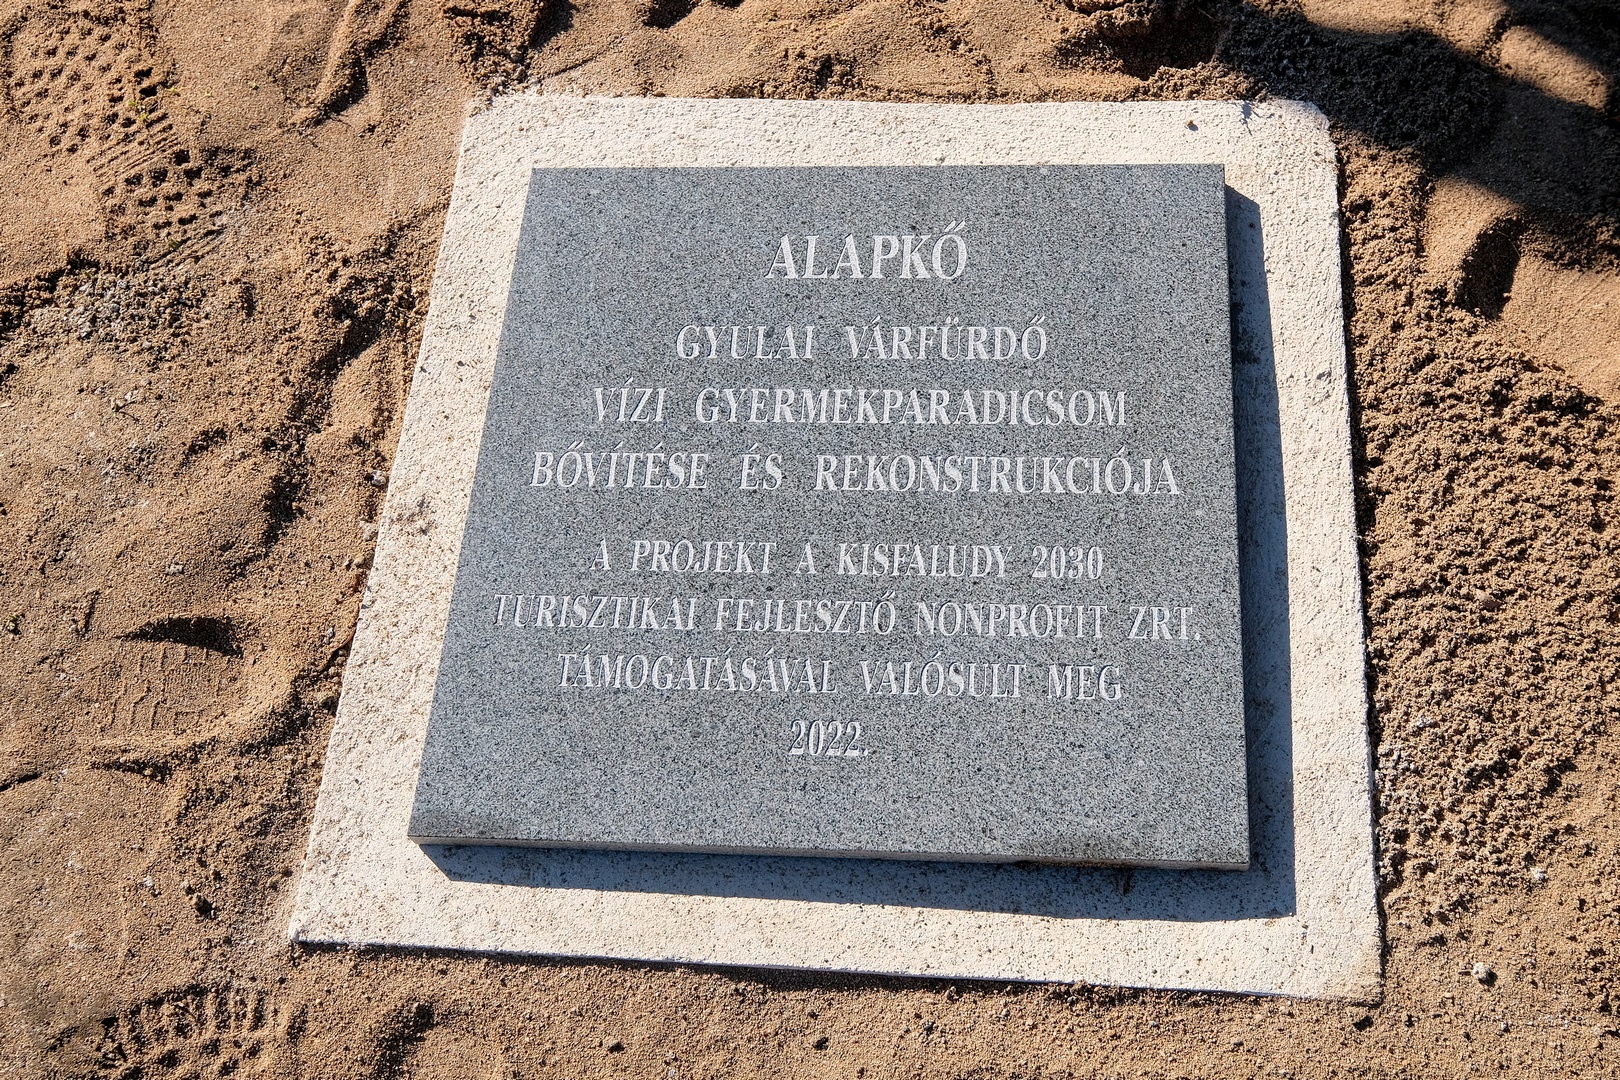 ALAPKŐ
GYULAI VÁRFÜRDŐ
VÍZI GYERMEKPARADICSOM
BŐVÍTÉSE ÉS REKONSTRUKCIÓJA
A PROJEKT A KISFALUDY 2030
TURISZTIKAI FEJLESZTŐ NONPROFIT ZRT.
TÁMOGATÁSÁVAL VALÓSULT MEG
2022.